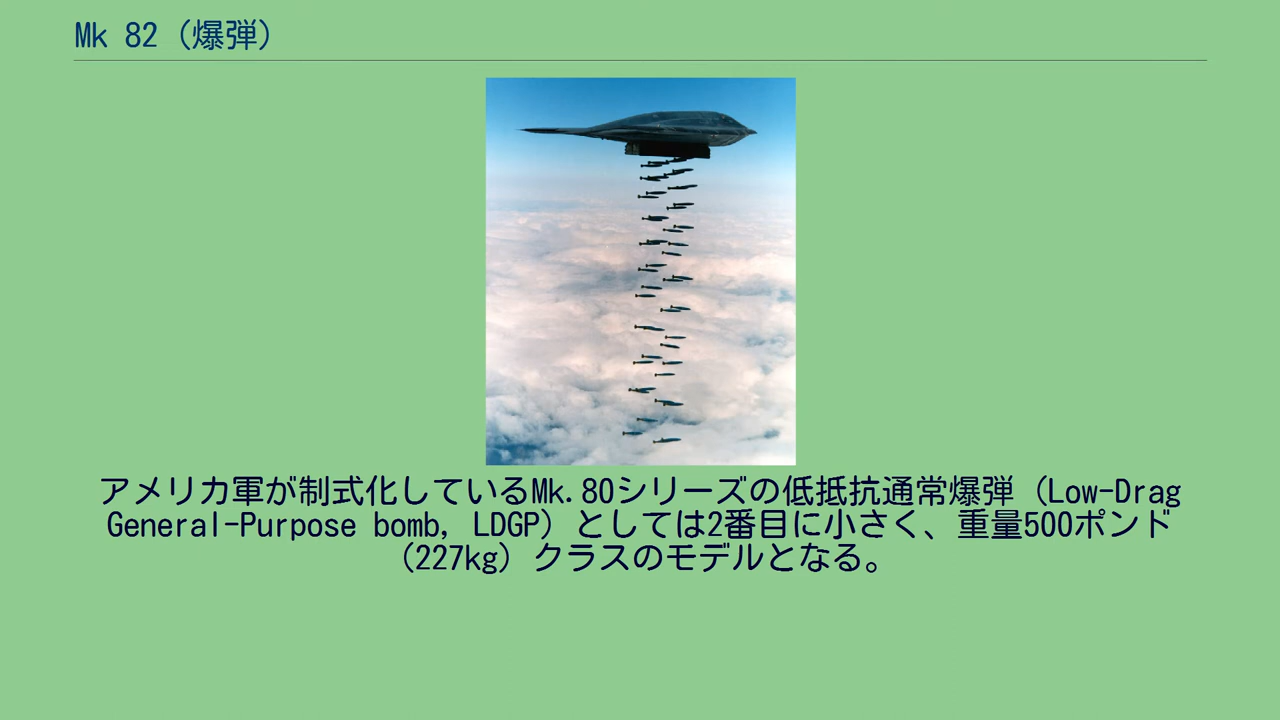 Mk 82（爆弾）
アメリカ軍が制式化しているMk.80シリーズの低抵抗通常爆弾（Low-Drag
General-Purpose bomb, LDGP）としては2番目に小さく、重量500ポンド
（227kg）クラスのモデルとなる。